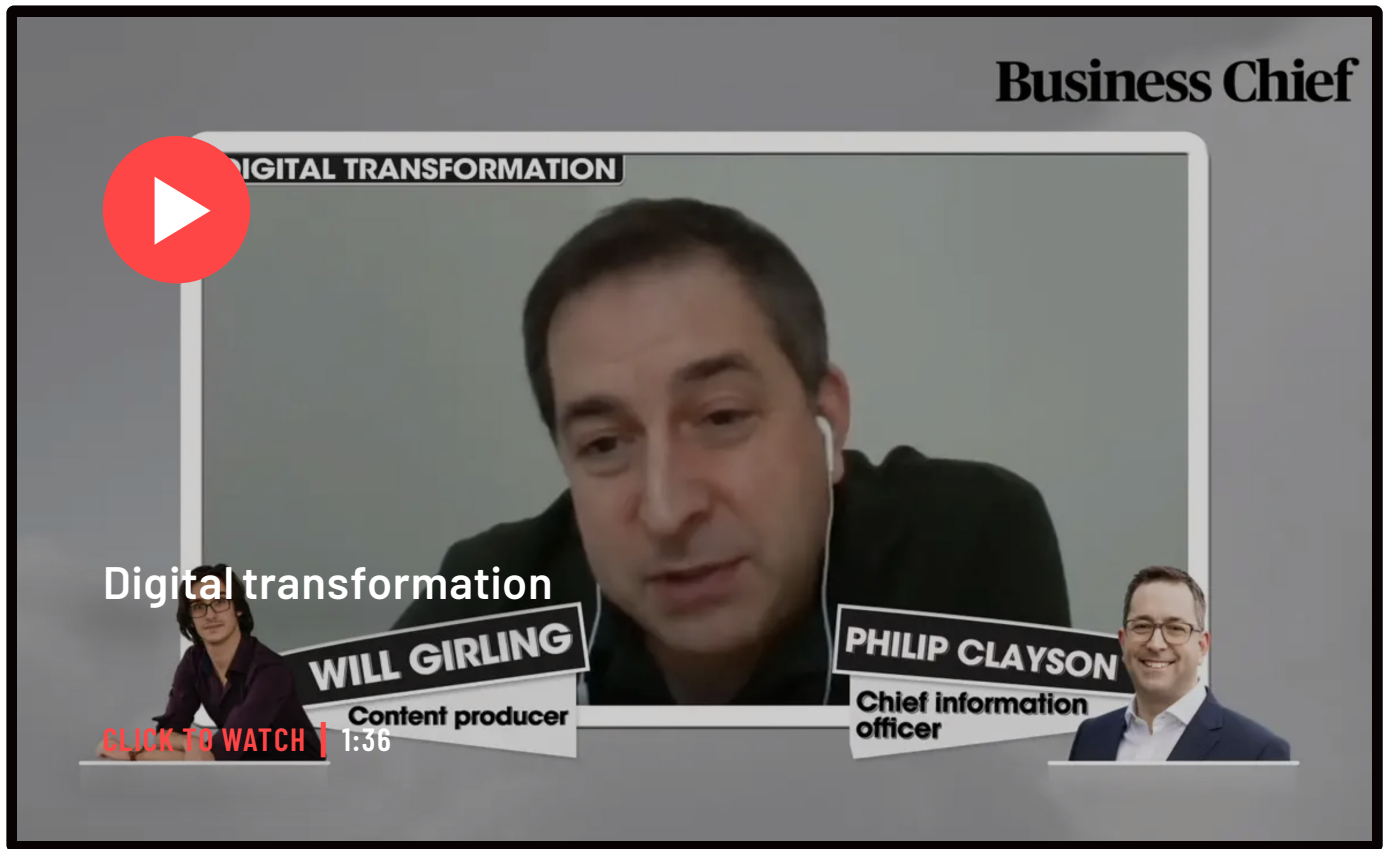 Business Chief
DIGITAL TRANSFORMATION
Digital transformation
WILL GIRLING
Content producer
PHILIP CLAYSON
Chief information
officer
CLICK TO WATCH | 1:36